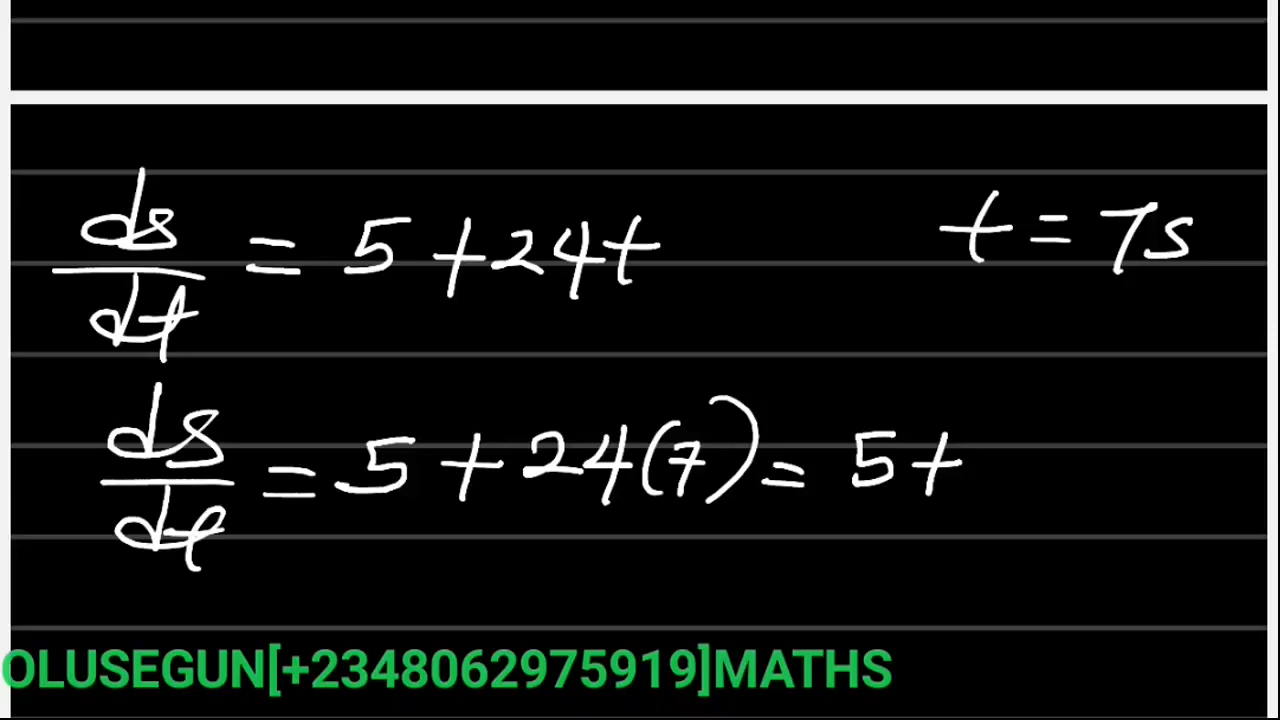 ds/dt = 5 + 24t t = 7s
ds/dt = 5 + 24(7) = 5 +
OLUSEGUN[+2348062975919]MATHS